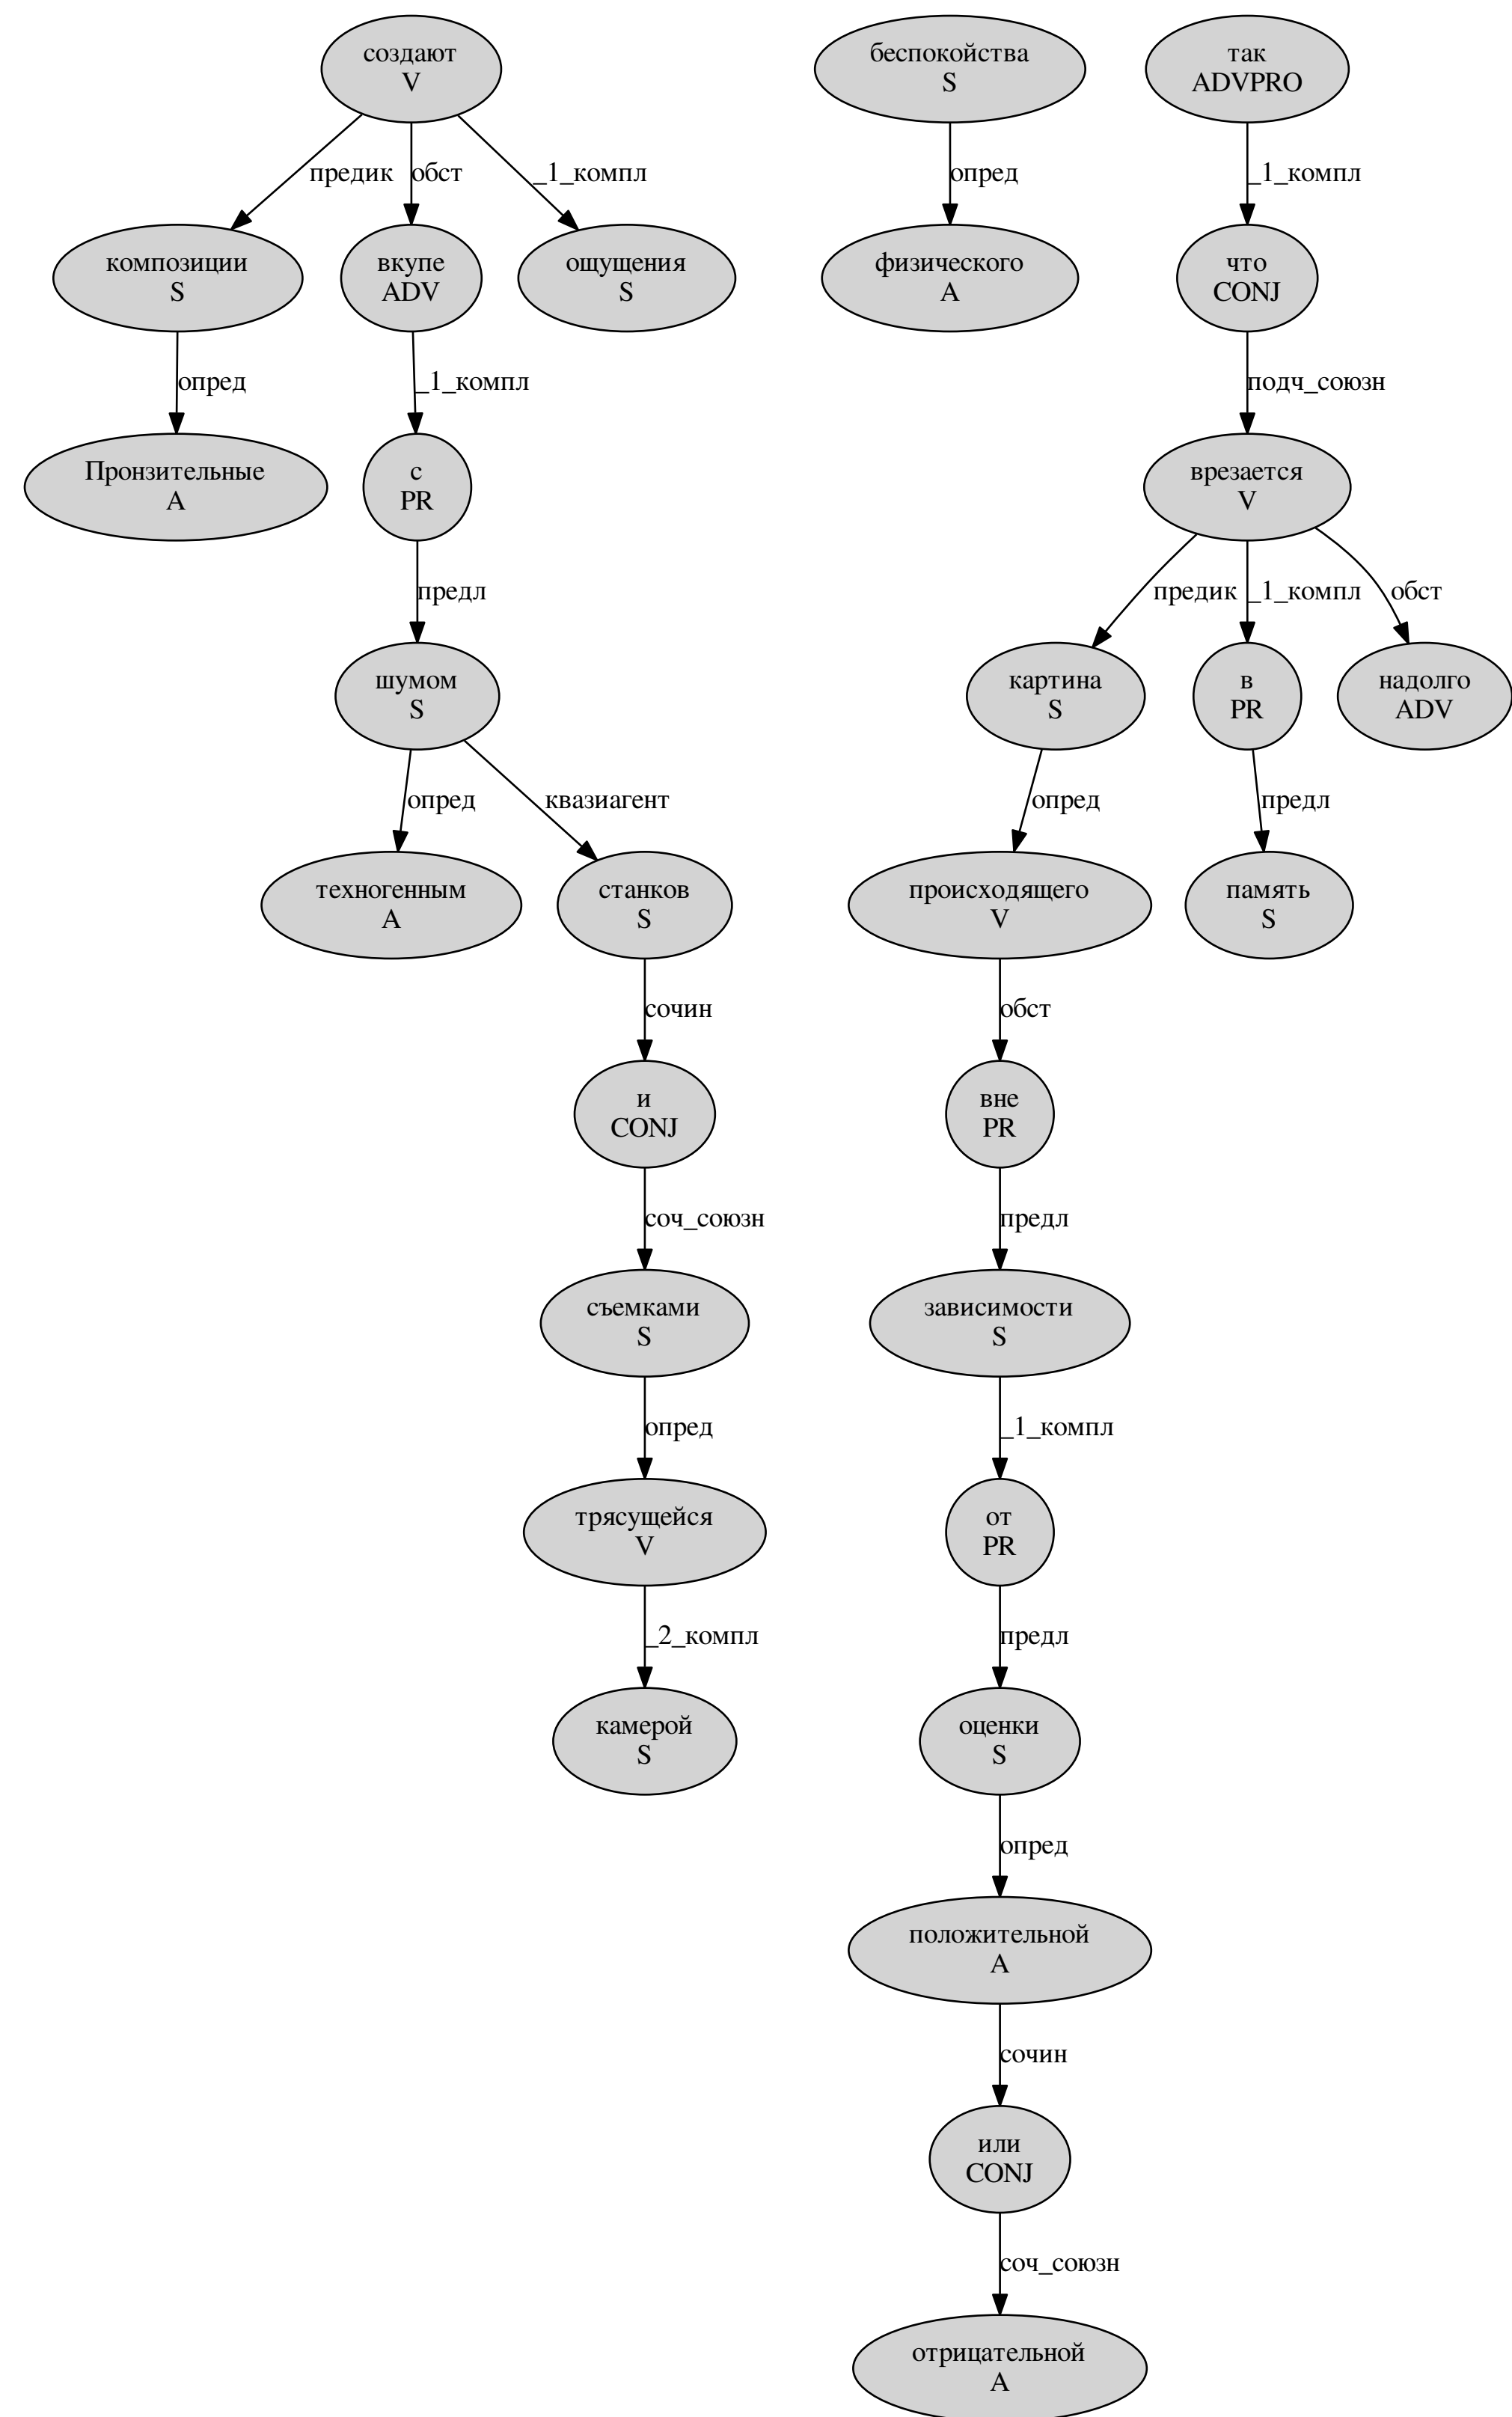 создают
V
беспокойства
S
так
ADVPRO
предик
обст
_1_компл
опред
_1_компл
композиции
S
вкупе
ADV
ощущения
S
физического
A
что
CONJ
опред
_1_компл
подч_союзн
Пронзительные
A
с
PR
врезается
V
предл
предик
_1_компл
обст
шумом
S
картина
S
в
PR
надолго
ADV
опред
квазиагент
опред
предл
техногенным
A
станков
S
происходящего
V
память
S
сочин
обст
и
CONJ
вне
PR
соч_союзн
предл
съемками
S
зависимости
S
опред
_1_компл
трясущейся
V
от
PR
_2_компл
предл
камерой
S
оценки
S
опред
положительной
A
сочин
или
CONJ
соч_союзн
отрицательной
A